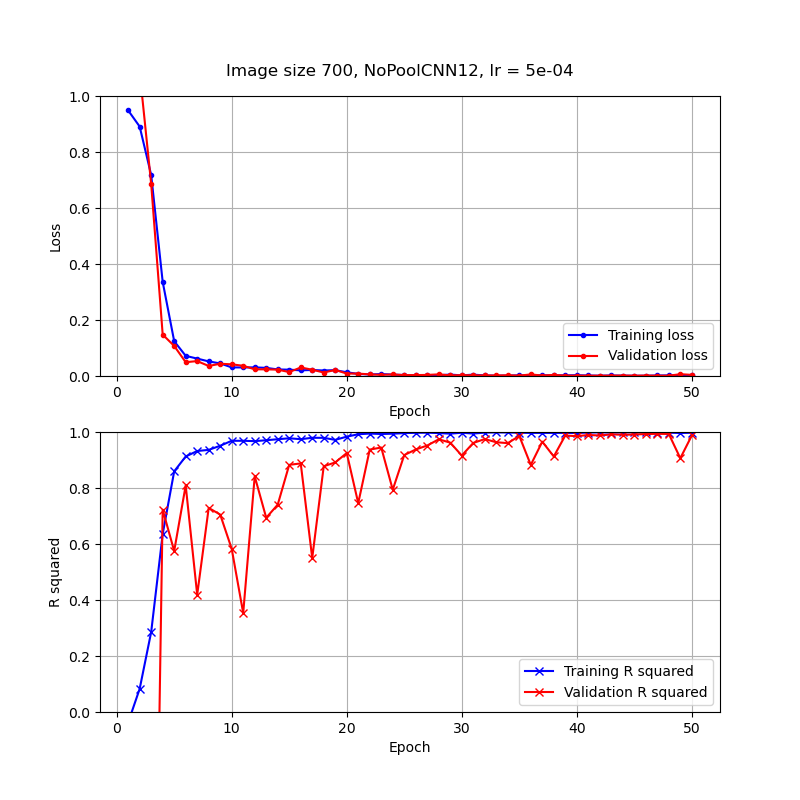 Image size 700, NoPoolCNN12, lr = 5e-04
1.0
0.8
0.6
0.4
0.2
0.0
Loss
Training loss
Validation loss
0 10 20 30 40 50
Epoch
1.0
0.8
0.6
0.4
0.2
0.0
R squared
Training R squared
Validation R squared
0 10 20 30 40 50
Epoch